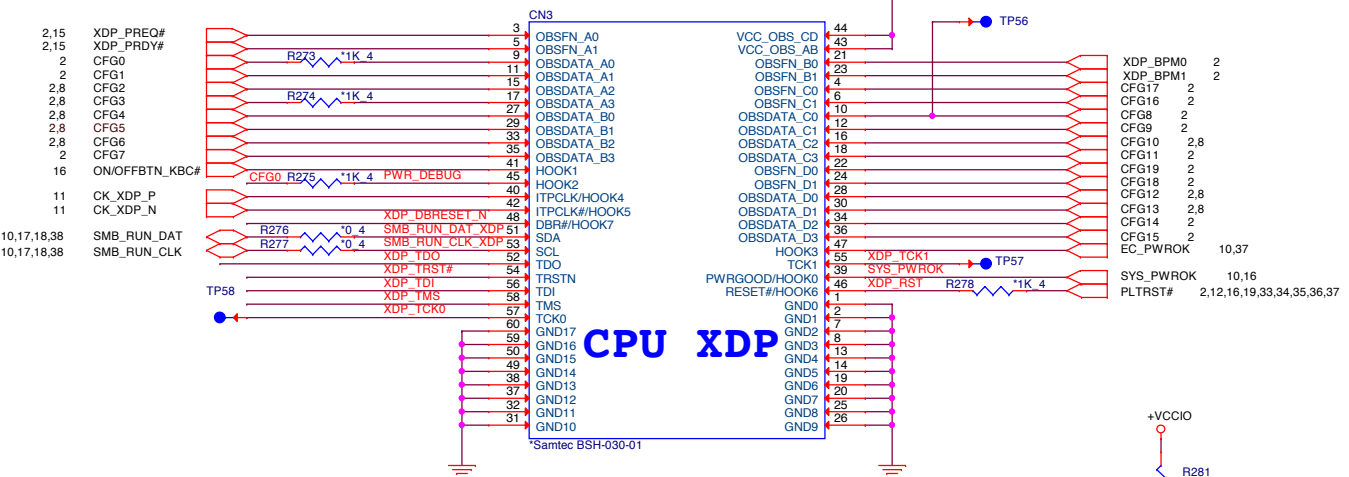 CN3
TP56
2,15 XDP_PREQ# 3 OBSFN_A0 VCC_OBS_CD 44
2,15 XDP_PRDY# 5 OBSFN_A1 VCC_OBS_AB 43
2 CFG0 R273 *1K_4 9 OBSDATA_A0 OBSFN_B0 21 XDP_BPM0 2
2 CFG1 11 OBSDATA_A1 OBSFN_B1 23 XDP_BPM1 2
2,8 CFG2 15 OBSDATA_A2 OBSFN_C0 4 CFG17 2
2,8 CFG3 R274 *1K_4 17 OBSDATA_A3 OBSFN_C1 6 CFG16 2
2,8 CFG4 27 OBSDATA_B0 OBSDATA_C0 10 CFG8 2
2,8 CFG5 29 OBSDATA_B1 OBSDATA_C1 12 CFG9 2
2,8 CFG6 33 OBSDATA_B2 OBSDATA_C2 16 CFG10 2,8
2 CFG7 35 OBSDATA_B3 OBSDATA_C3 18 CFG11 2
16 ON/OFFBTN_KBC# 41 HOOK1 OBSFN_D0 22 CFG19 2
CFG0 R275 *1K_4 PWR_DEBUG 45 HOOK2 OBSFN_D1 24 CFG18 2
11 CK_XDP_P 40 ITPCLK/HOOK4 OBSDATA_D0 28 CFG12 2,8
11 CK_XDP_N 42 ITPCLK#/HOOK5 OBSDATA_D1 30 CFG13 2,8
XDP_DBRESET_N 48 DBR#/HOOK7 OBSDATA_D2 34 CFG14 2
10,17,18,38 SMB_RUN_DAT R276 *0_4 SMB_RUN_DAT_XDP 51 SDA OBSDATA_D3 36 CFG15 2
10,17,18,38 SMB_RUN_CLK R277 *0_4 SMB_RUN_CLK_XDP 53 SCL HOOK3 47 EC_PWROK 10,37
XDP_TDO 52 TDO TCK1 55 XDP_TCK1 TP57
XDP_TRST# 54 TRSTN PWRGOOD/HOOK0 39 SYS_PWROK SYS_PWROK 10,16
XDP_TDI 56 TDI RESET#/HOOK6 46 XDP_RST R278 *1K_4 PLTRST# 2,12,16,19,33,34,35,36,37
TP58 XDP_TMS 58 TMS GND0 1
XDP_TCK0 57 TCK0 GND1 2
60 GND17 GND2 7
59 GND16 GND3 8
50 GND15 GND4 13
49 GND14 GND5 14
38 GND13 GND6 19
37 GND12 GND7 20
32 GND11 GND8 25
31 GND10 GND9 26
CPU XDP
*Samtec BSH-030-01
+VCCIO
R281